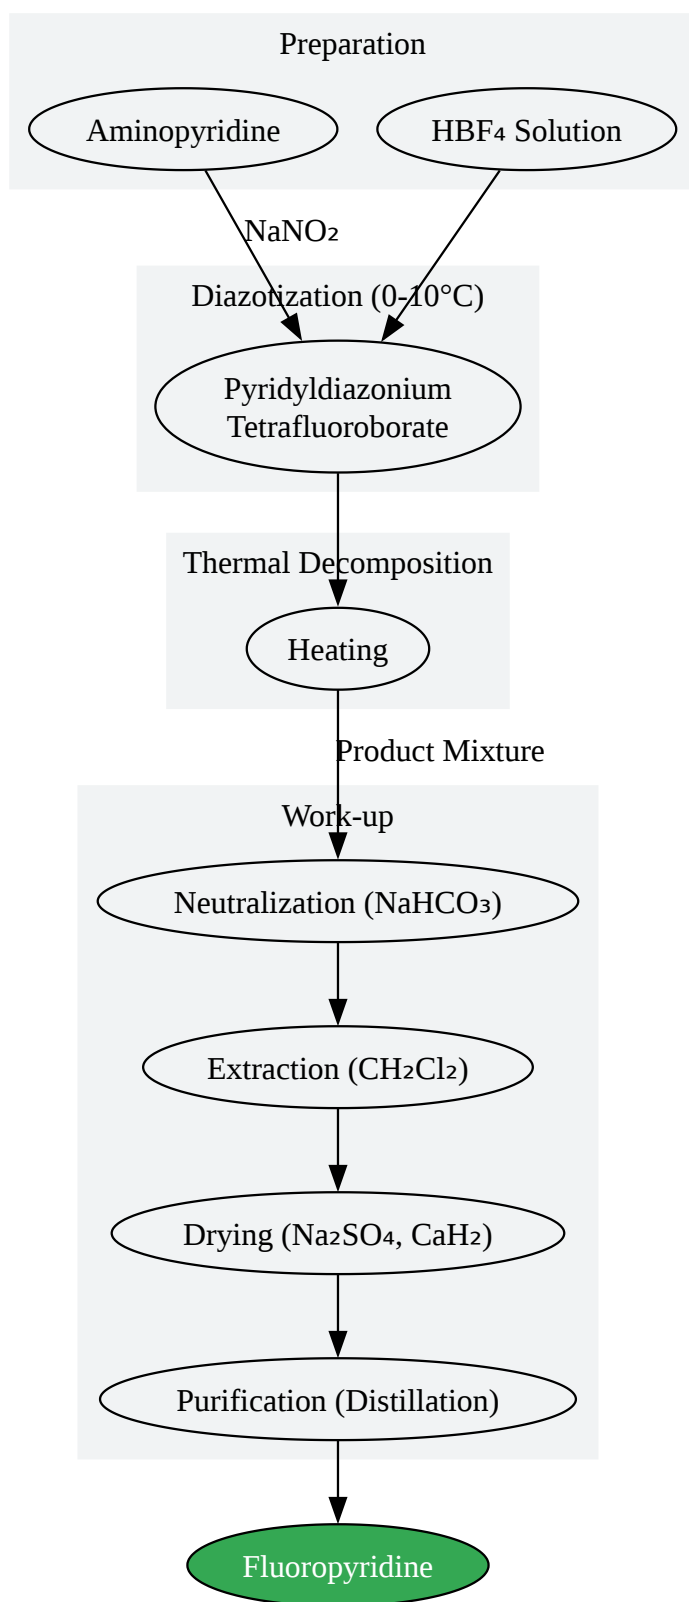 Preparation
Aminopyridine
HBF₄ Solution
NaNO₂
Diazotization (0-10°C)
Pyridyldiazonium
Tetrafluoroborate
Thermal Decomposition
Heating
Product Mixture
Work-up
Neutralization (NaHCO₃)
Extraction (CH₂Cl₂)
Drying (Na₂SO₄, CaH₂)
Purification (Distillation)
Fluoropyridine